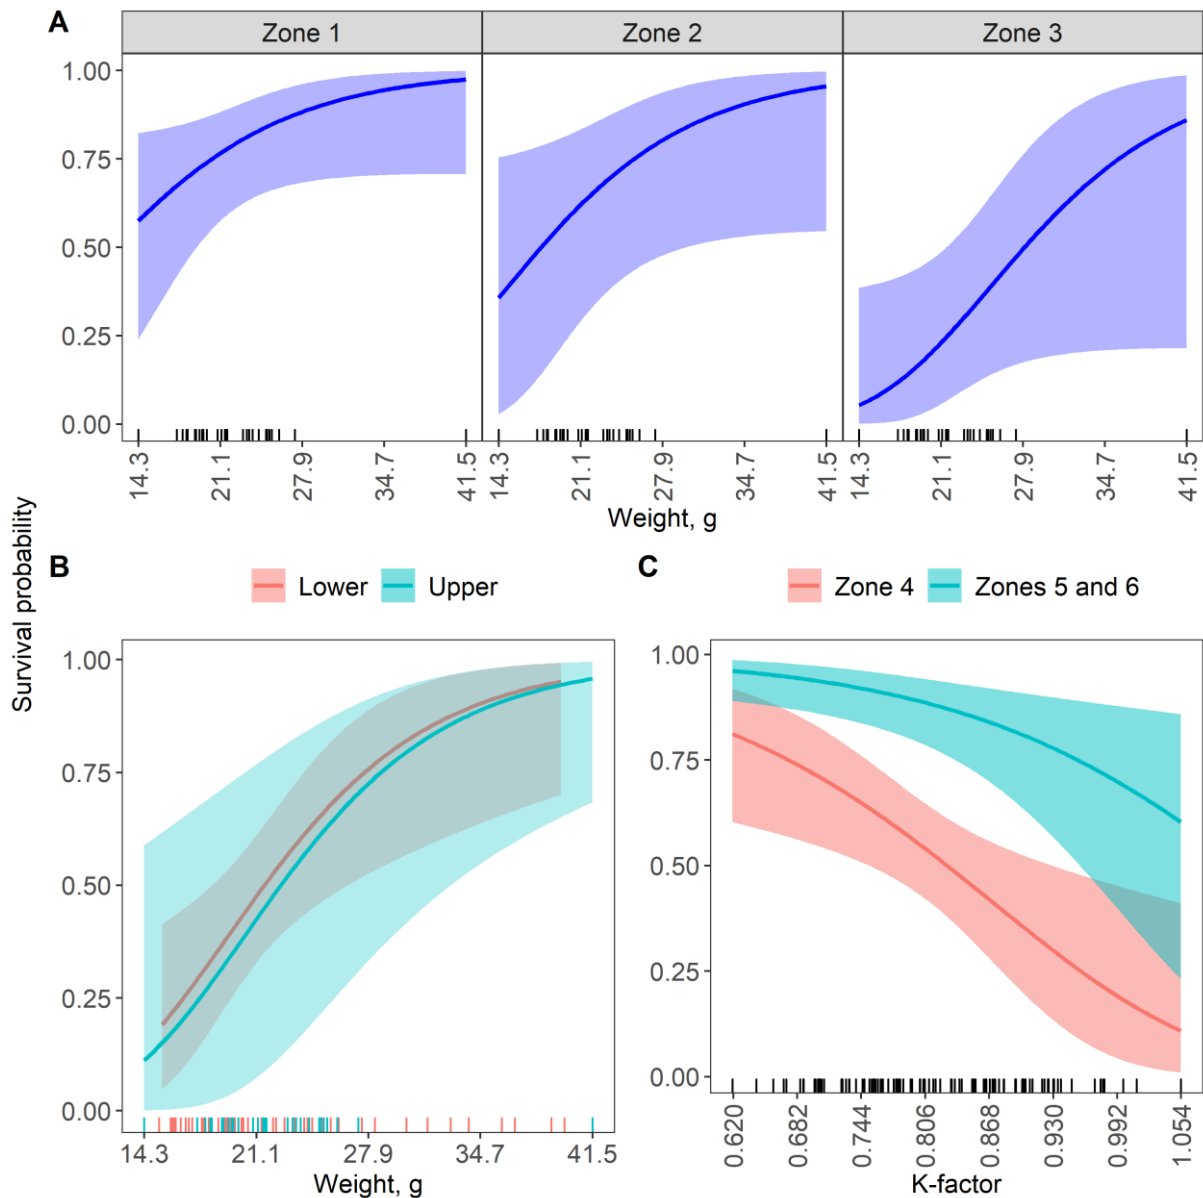 A
Zone 1 Zone 2 Zone 3
1.00
0.75
0.50
0.25
0.00
14.3 21.1 27.9 34.7 41.5 14.3 21.1 27.9 34.7 41.5 14.3 21.1 27.9 34.7 41.5
Weight, g
Survival probability
B
Lower Upper
1.00
0.75
0.50
0.25
0.00
14.3 21.1 27.9 34.7 41.5
Weight, g
C
Zone 4 Zones 5 and 6
1.00
0.75
0.50
0.25
0.00
0.620 0.682 0.744 0.806 0.868 0.930 0.992 1.054
K-factor